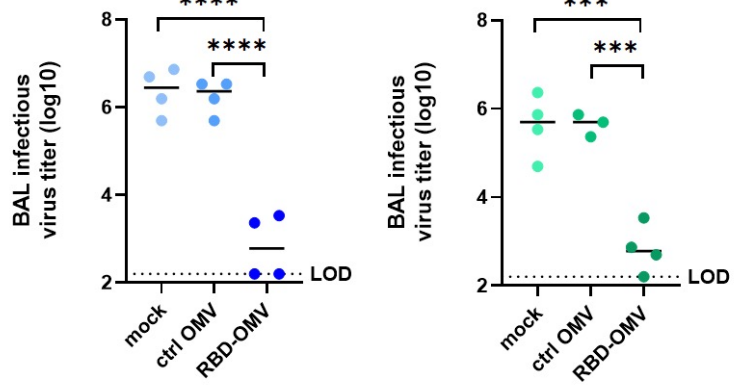 ****
****
8
6
4
2
BAL infectious
virus titer (log10)
LOD
mock
ctrl OMV
RBD-OMV
***
***
8
6
4
2
BAL infectious
virus titer (log10)
LOD
mock
ctrl OMV
RBD-OMV